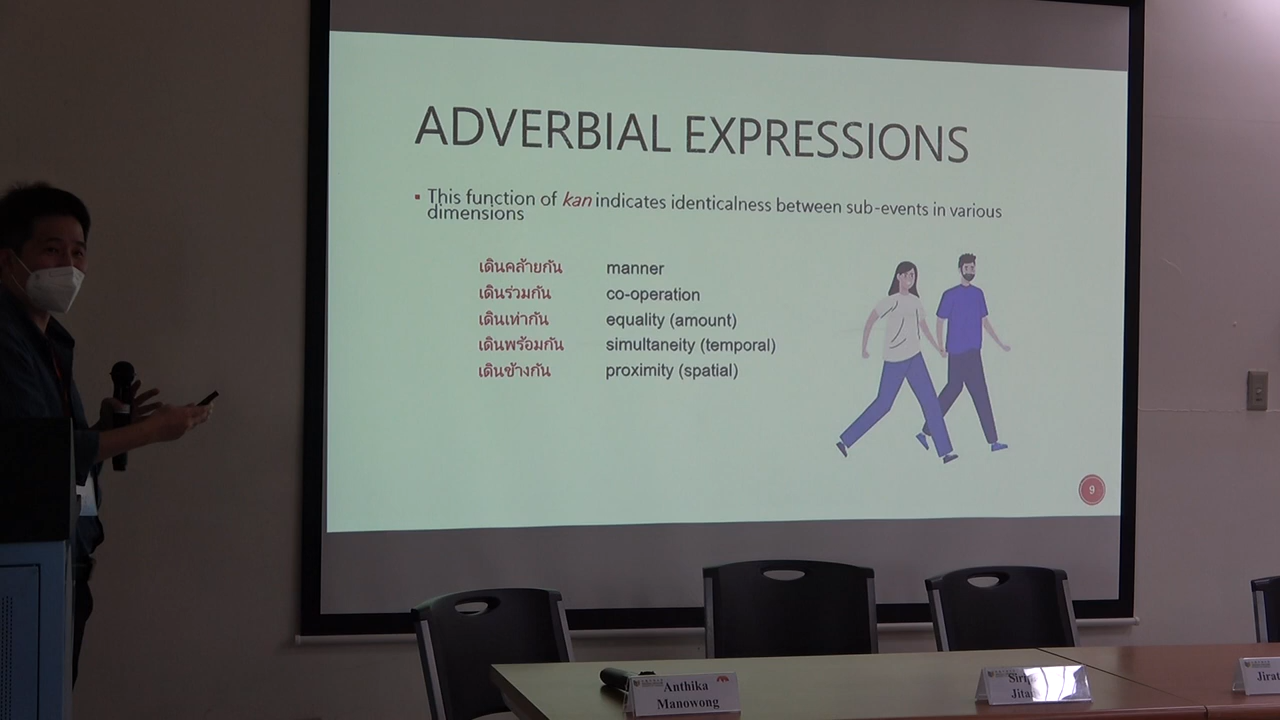 ADVERBIAL EXPRESSIONS
This function of kan indicates identicalness between sub-events in various
dimensions
เดินคล้ายกัน manner
เดินร่วมกัน co-operation
เดินเท่ากัน equality (amount)
เดินพร้อมกัน simultaneity (temporal)
เดินข้างกัน proximity (spatial)
9
Anthika
Manowong